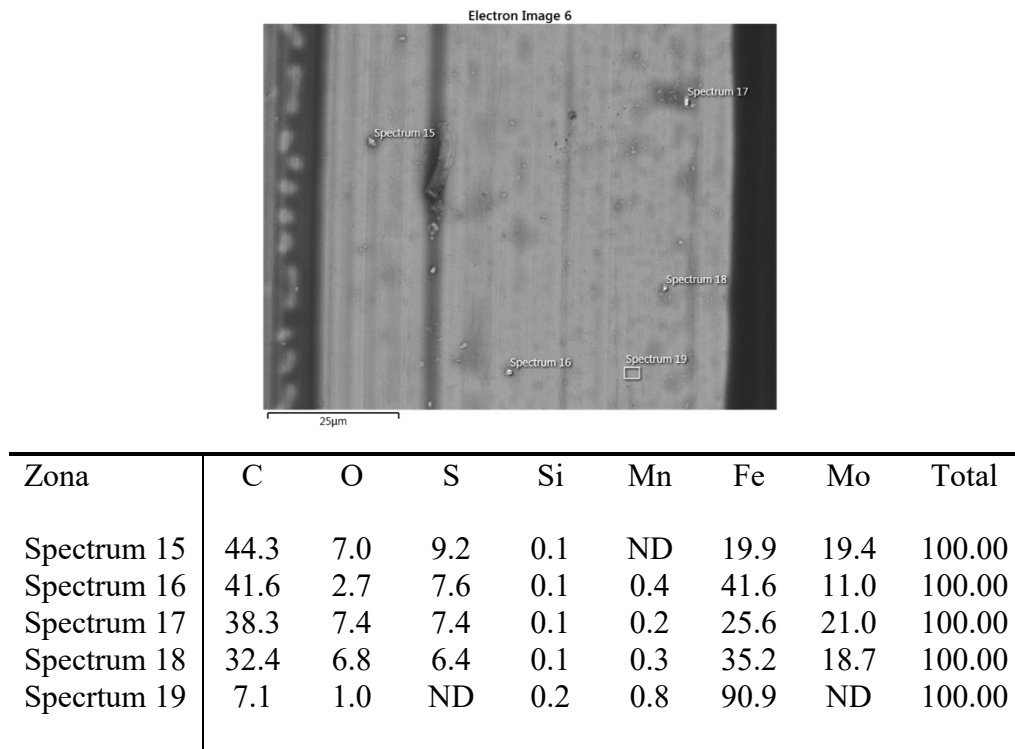 Electron Image 6
Spectrum 17
Spectrum 15
Spectrum 18
Spectrum 16
Spectrum 19
25µm
Zona C O S Si Mn Fe Mo Total
Spectrum 15 44.3 7.0 9.2 0.1 ND 19.9 19.4 100.00
Spectrum 16 41.6 2.7 7.6 0.1 0.4 41.6 11.0 100.00
Spectrum 17 38.3 7.4 7.4 0.1 0.2 25.6 21.0 100.00
Spectrum 18 32.4 6.8 6.4 0.1 0.3 35.2 18.7 100.00
Specrtum 19 7.1 1.0 ND 0.2 0.8 90.9 ND 100.00